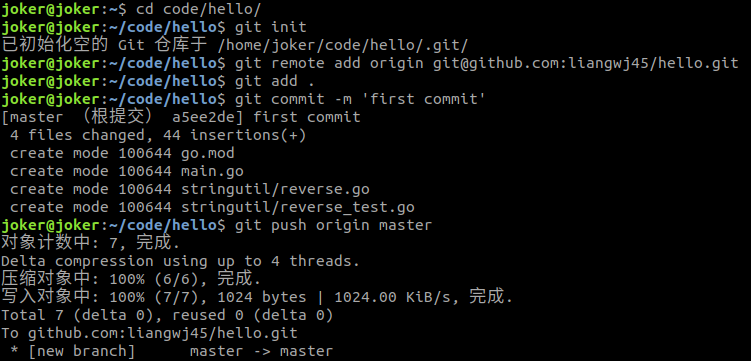 joker@joker:~$ cd code/hello/
joker@joker:~/code/hello$ git init
已初始化空的 Git 仓库于 /home/joker/code/hello/.git/
joker@joker:~/code/hello$ git remote add origin git@github.com:liangwj45/hello.git
joker@joker:~/code/hello$ git add .
joker@joker:~/code/hello$ git commit -m 'first commit'
[master （根提交） a5ee2de] first commit
 4 files changed, 44 insertions(+)
 create mode 100644 go.mod
 create mode 100644 main.go
 create mode 100644 stringutil/reverse.go
 create mode 100644 stringutil/reverse_test.go
joker@joker:~/code/hello$ git push origin master
对象计数中: 7, 完成.
Delta compression using up to 4 threads.
压缩对象中: 100% (6/6), 完成.
写入对象中: 100% (7/7), 1024 bytes | 1024.00 KiB/s, 完成.
Total 7 (delta 0), reused 0 (delta 0)
To github.com:liangwj45/hello.git
 * [new branch]      master -> master